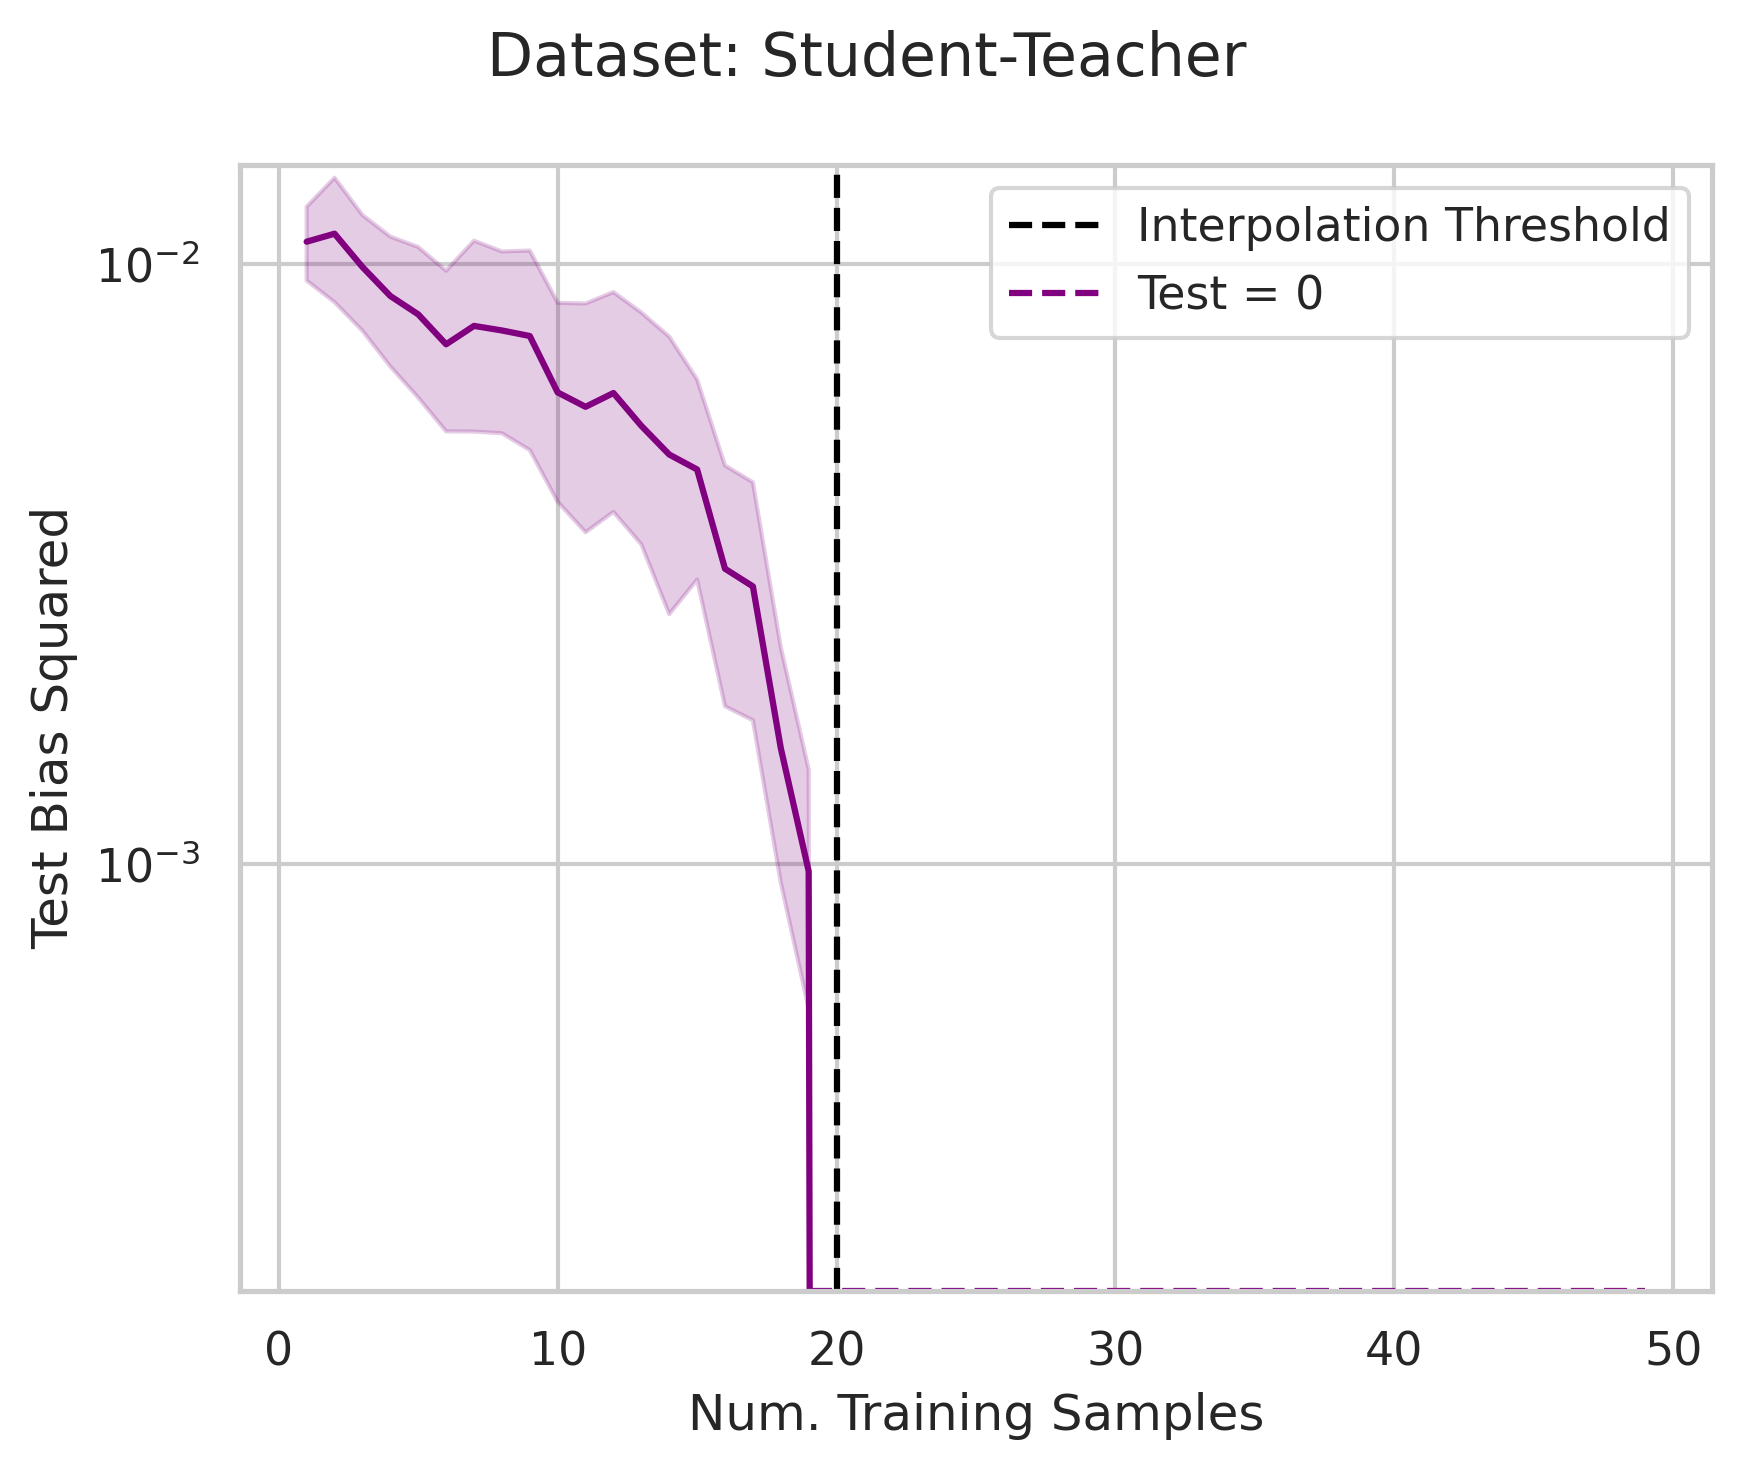 Dataset: Student-Teacher
Interpolation Threshold
Test = 0
Test Bias Squared
10⁻²
10⁻³
0 10 20 30 40 50
Num. Training Samples